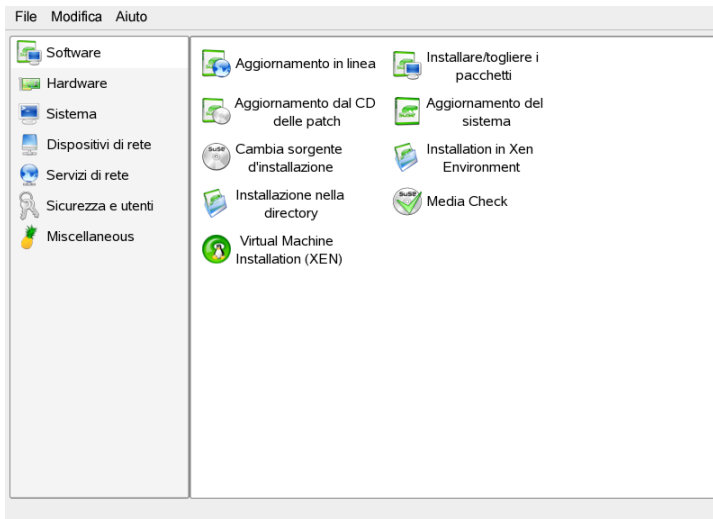 File Modifica Aiuto
Software
Hardware
Sistema
Dispositivi di rete
Servizi di rete
Sicurezza e utenti
Miscellaneous
Aggiornamento in linea
Installare/togliere i
pacchetti
Aggiornamento dal CD
delle patch
Aggiornamento del
sistema
SUSE
Cambia sorgente
d'installazione
Installation in Xen
Environment
Installazione nella
directory
SUSE
Media Check
Virtual Machine
Installation (XEN)